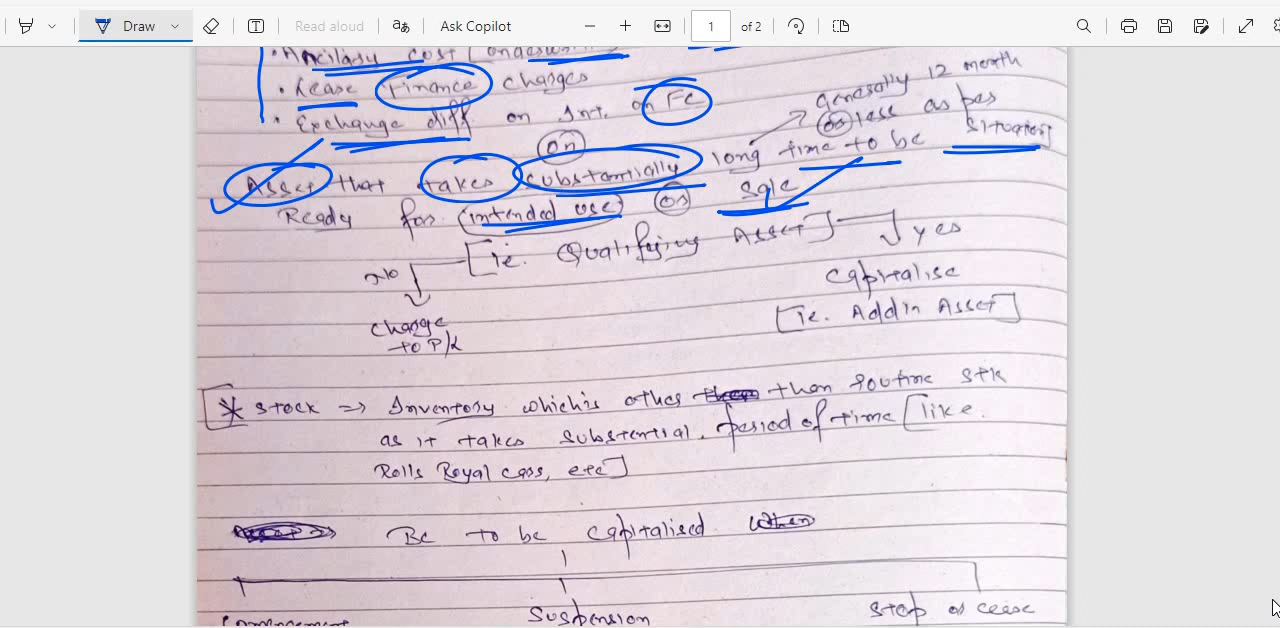 Draw
T
Read aloud
aあ
Ask Copilot
1
of 2
• Ancilary cost (
• Lease Finance charges
• Exchange diff on Int. on FC
generally 12 month
or less as per
situation
on
Asset that takes substantially long time to be
Ready for (intended use) or sale
[ie. Qualifying Asset]
yes
No
Capitalise
[ie. Add in Asset]
charge
to P/L
* Stock ⇒ Inventory which is other than routine stk
as it takes substential period of time [like
Rolls Royal cars, etc]
BC to be capitalised when
Suspension
stop or cease